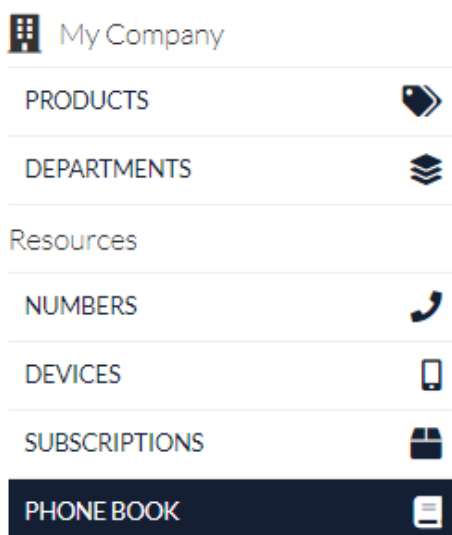 My Company
PRODUCTS
DEPARTMENTS
Resources
NUMBERS
DEVICES
SUBSCRIPTIONS
PHONE BOOK